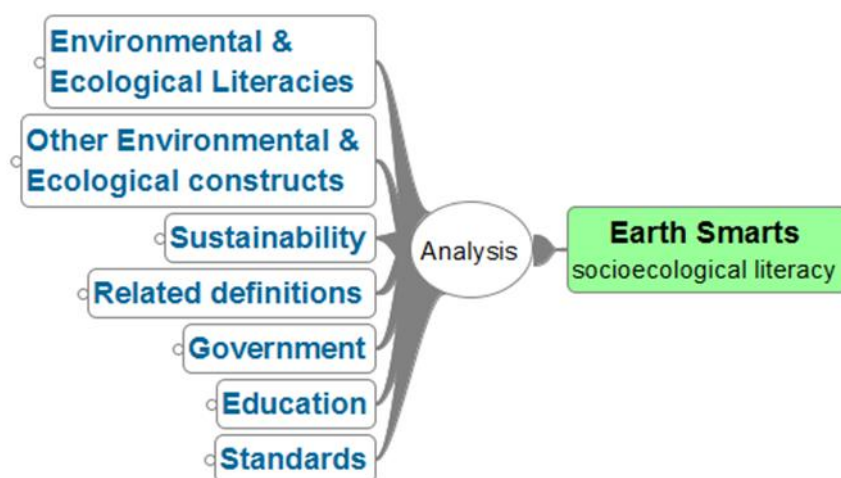 Environmental &
Ecological Literacies
Other Environmental &
Ecological constructs
Sustainability
Related definitions
Government
Education
Standards
Analysis
Earth Smarts
socioecological literacy